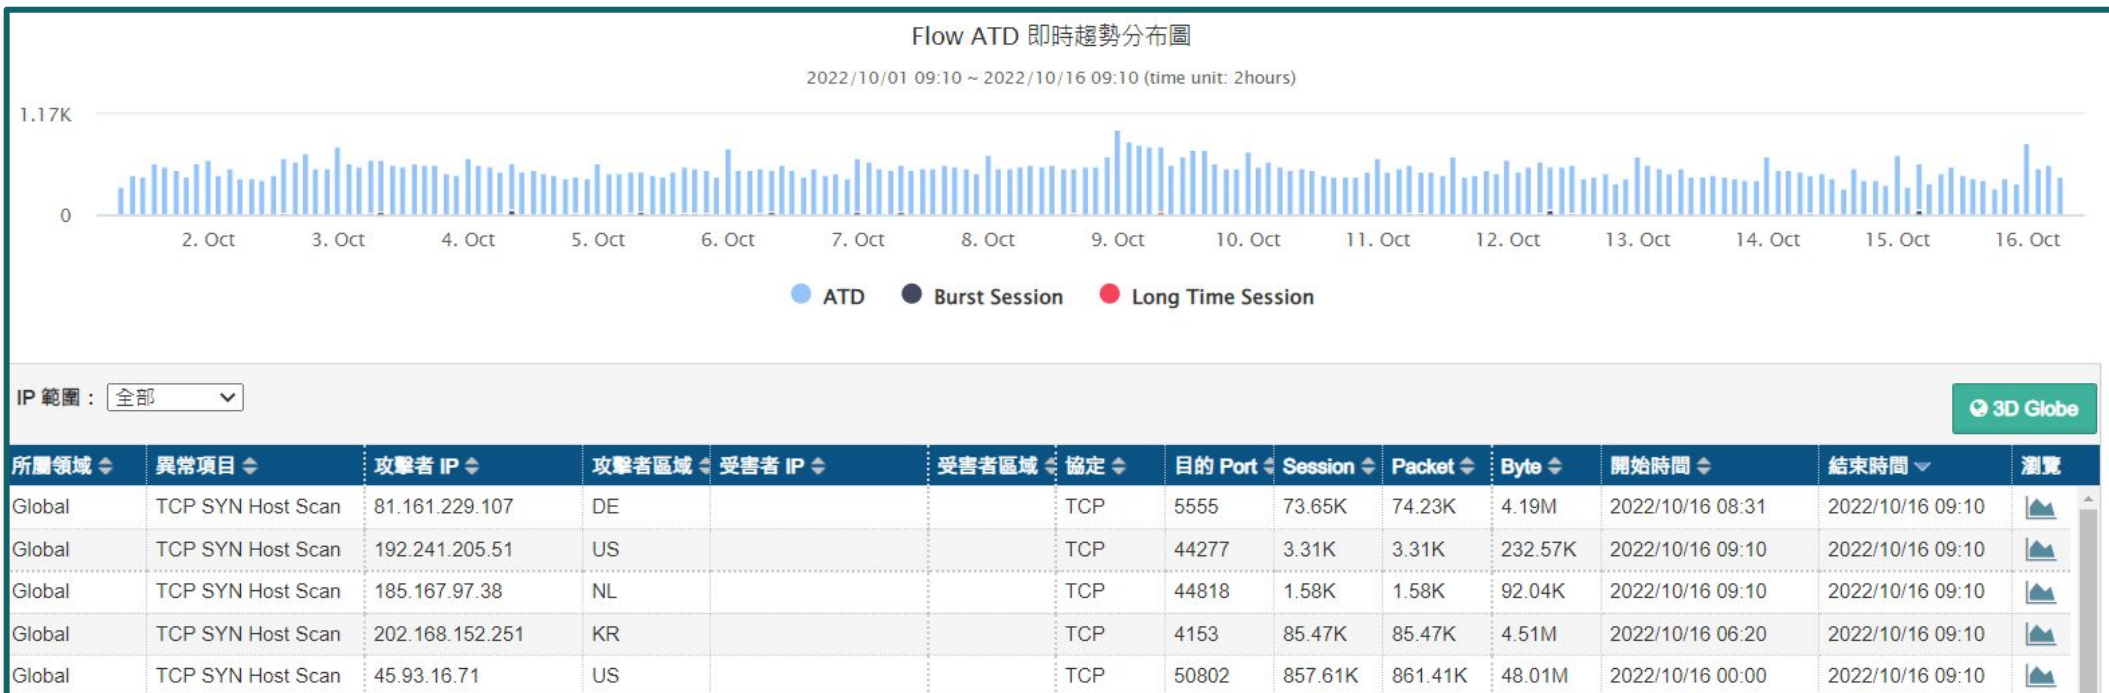 Flow ATD 即時趨勢分布圖
2022/10/01 09:10 ~ 2022/10/16 09:10 (time unit: 2hours)
1.17K
0
2. Oct 3. Oct 4. Oct 5. Oct 6. Oct 7. Oct 8. Oct 9. Oct 10. Oct 11. Oct 12. Oct 13. Oct 14. Oct 15. Oct 16. Oct
ATD Burst Session Long Time Session
IP 範圍： 全部
3D Globe
所屬領域 異常項目 攻擊者 IP 攻擊者區域 受害者 IP 受害者區域 協定 目的 Port Session Packet Byte 開始時間 結束時間 瀏覽
Global TCP SYN Host Scan 81.161.229.107 DE TCP 5555 73.65K 74.23K 4.19M 2022/10/16 08:31 2022/10/16 09:10
Global TCP SYN Host Scan 192.241.205.51 US TCP 44277 3.31K 3.31K 232.57K 2022/10/16 09:10 2022/10/16 09:10
Global TCP SYN Host Scan 185.167.97.38 NL TCP 44818 1.58K 1.58K 92.04K 2022/10/16 09:10 2022/10/16 09:10
Global TCP SYN Host Scan 202.168.152.251 KR TCP 4153 85.47K 85.47K 4.51M 2022/10/16 06:20 2022/10/16 09:10
Global TCP SYN Host Scan 45.93.16.71 US TCP 50802 857.61K 861.41K 48.01M 2022/10/16 00:00 2022/10/16 09:10